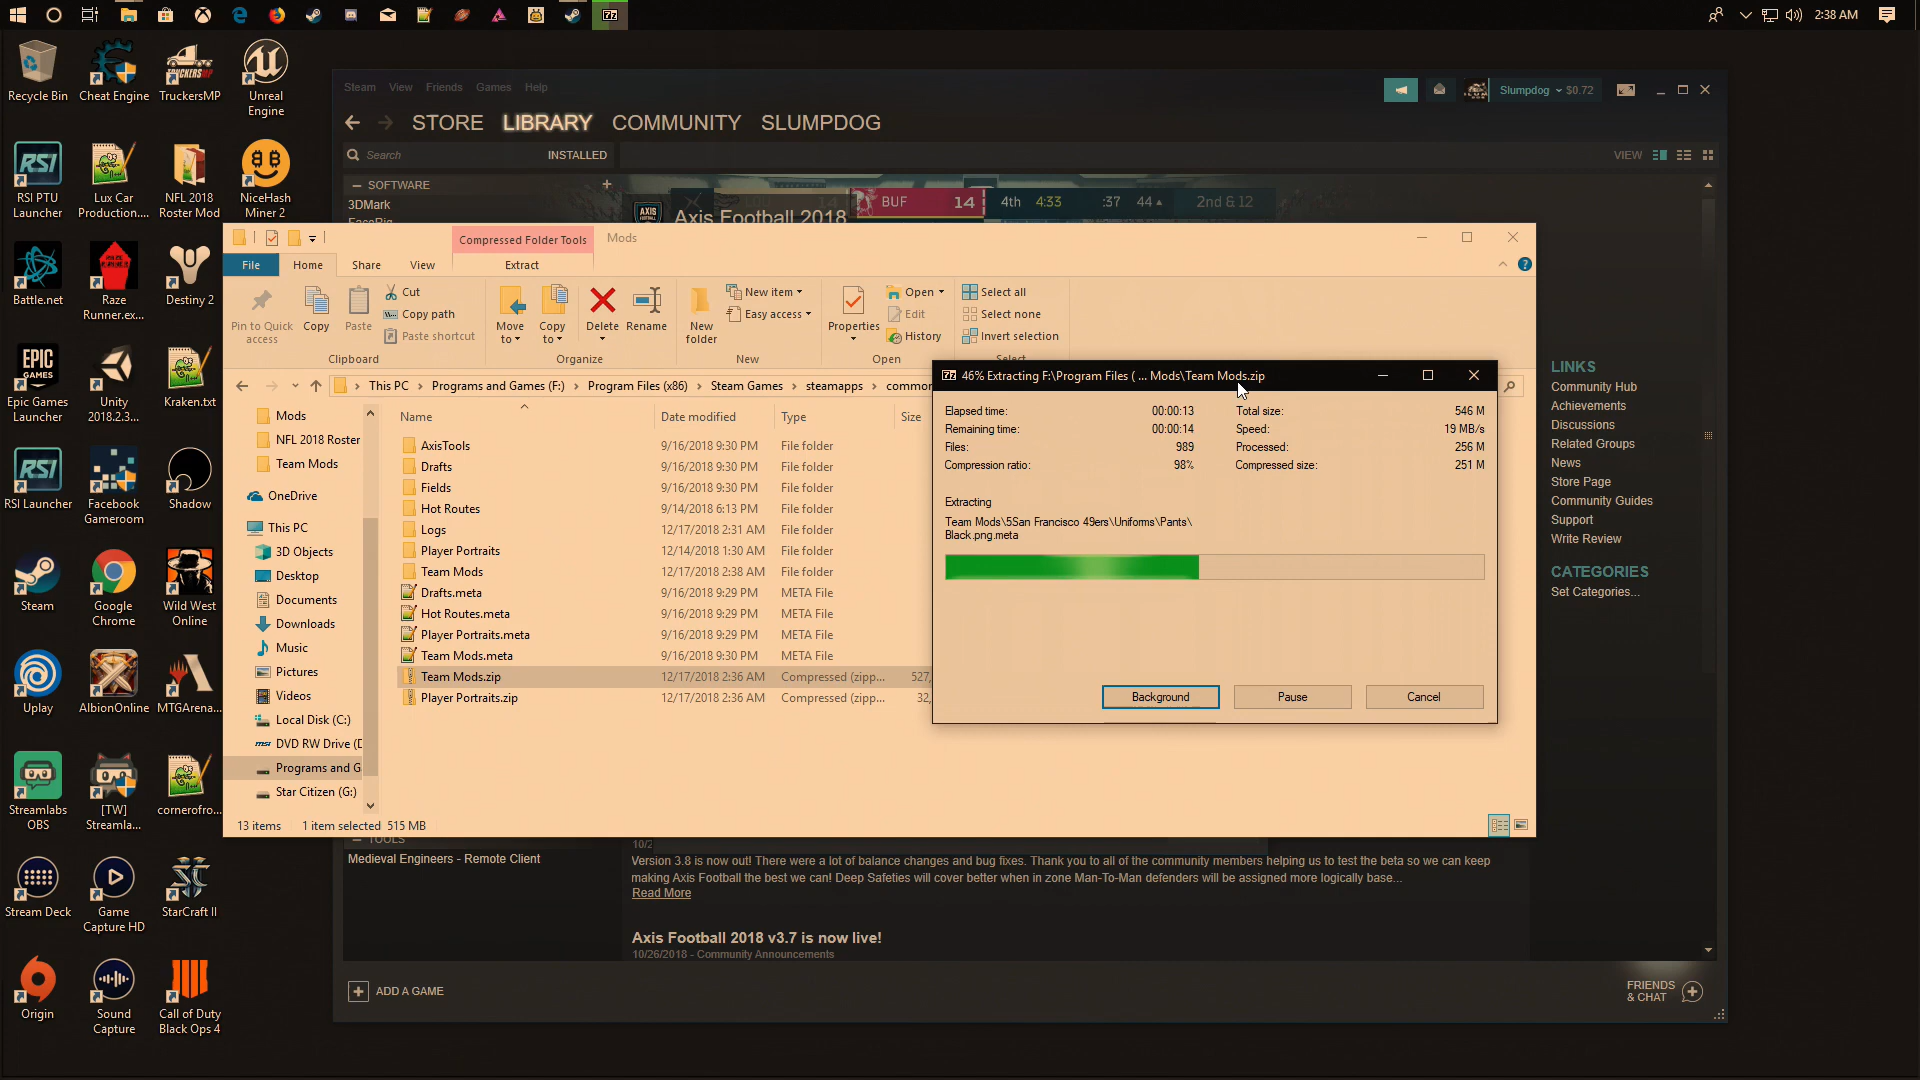 2:38 AM
Recycle Bin
Cheat Engine
TruckersMP
Unreal
Engine
RSI PTU
Launcher
Lux Car
Production....
NFL 2018
Roster Mod
NiceHash
Miner 2
Battle.net
Raze
Runner.ex...
Destiny 2
Epic Games
Launcher
Unity
2018.2.3...
Kraken.txt
RSI Launcher
Facebook
Gameroom
Shadow
Steam
Google
Chrome
Wild West
Online
Uplay
AlbionOnline
MTGArena...
Streamlabs
OBS
[TW]
Streamla...
cornerofro...
Stream Deck
Game
Capture HD
StarCraft II
Origin
Sound
Capture
Call of Duty
Black Ops 4
Steam View Friends Games Help
Slumpdog $0.72
STORE LIBRARY COMMUNITY SLUMPDOG
Search INSTALLED
VIEW
SOFTWARE
3DMark
AXIS
Axis Football 2018
BUF 14 4th 4:33 :37 44 2nd & 12
Compressed Folder Tools Mods
File Home Share View Extract
Pin to Quick
access
Copy
Paste
Cut
Copy path
Paste shortcut
Clipboard
Move
to
Copy
to
Delete
Rename
Organize
New
folder
New item
Easy access
New
Properties
Open
Edit
History
Open
Select all
Select none
Invert selection
Select
This PC > Programs and Games (F:) > Program Files (x86) > Steam Games > steamapps > common
Mods
NFL 2018 Roster
Team Mods
OneDrive
This PC
3D Objects
Desktop
Documents
Downloads
Music
Pictures
Videos
Local Disk (C:)
DVD RW Drive (D
Programs and G
Star Citizen (G:)
Name Date modified Type Size
AxisTools 9/16/2018 9:30 PM File folder
Drafts 9/16/2018 9:30 PM File folder
Fields 9/16/2018 9:30 PM File folder
Hot Routes 9/14/2018 6:13 PM File folder
Logs 12/17/2018 2:31 AM File folder
Player Portraits 12/14/2018 1:30 AM File folder
Team Mods 12/17/2018 2:38 AM File folder
Drafts.meta 9/16/2018 9:29 PM META File
Hot Routes.meta 9/16/2018 9:29 PM META File
Player Portraits.meta 9/16/2018 9:29 PM META File
Team Mods.meta 9/16/2018 9:30 PM META File
Team Mods.zip 12/17/2018 2:36 AM Compressed (zipp... 527,
Player Portraits.zip 12/17/2018 2:36 AM Compressed (zipp... 32,
13 items 1 item selected 515 MB
46% Extracting F:\Program Files ( ... Mods\Team Mods.zip
Elapsed time: 00:00:13 Total size: 546 M
Remaining time: 00:00:14 Speed: 19 MB/s
Files: 989 Processed: 256 M
Compression ratio: 98% Compressed size: 251 M
Extracting
Team Mods\5San Francisco 49ers\Uniforms\Pants\
Black.png.meta
Background Pause Cancel
LINKS
Community Hub
Achievements
Discussions
Related Groups
News
Store Page
Community Guides
Support
Write Review
CATEGORIES
Set Categories...
TOOLS
Medieval Engineers - Remote Client
Version 3.8 is now out! There were a lot of balance changes and bug fixes. Thank you to all of the community members helping us to test the beta so we can keep
making Axis Football the best we can! Deep Safeties will cover better when in zone Man-To-Man defenders will be assigned more logically base...
Read More
Axis Football 2018 v3.7 is now live!
10/26/2018 - Community Announcements
ADD A GAME
FRIENDS
& CHAT